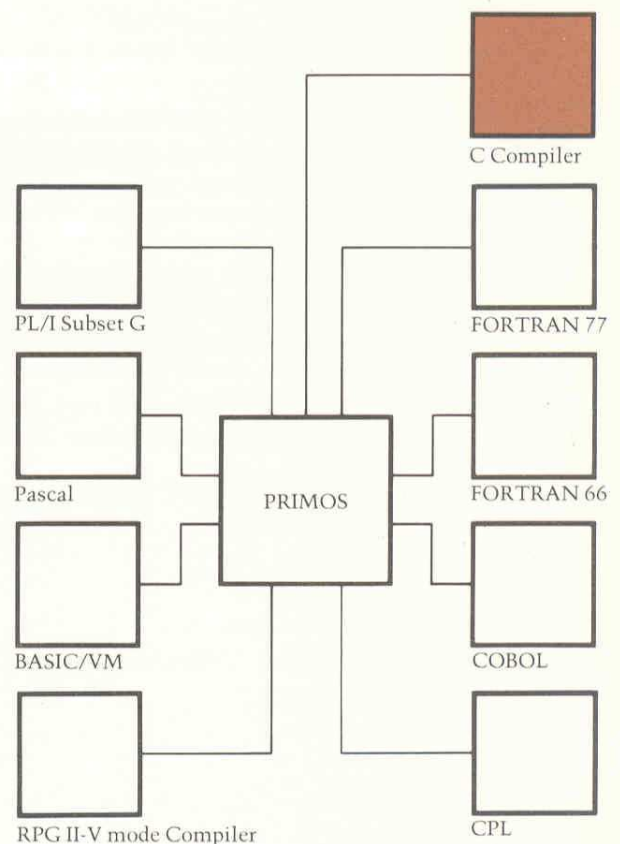 C Compiler
PL/I Subset G
FORTRAN 77
Pascal
PRIMOS
FORTRAN 66
BASIC/VM
COBOL
RPG II-V mode Compiler
CPL